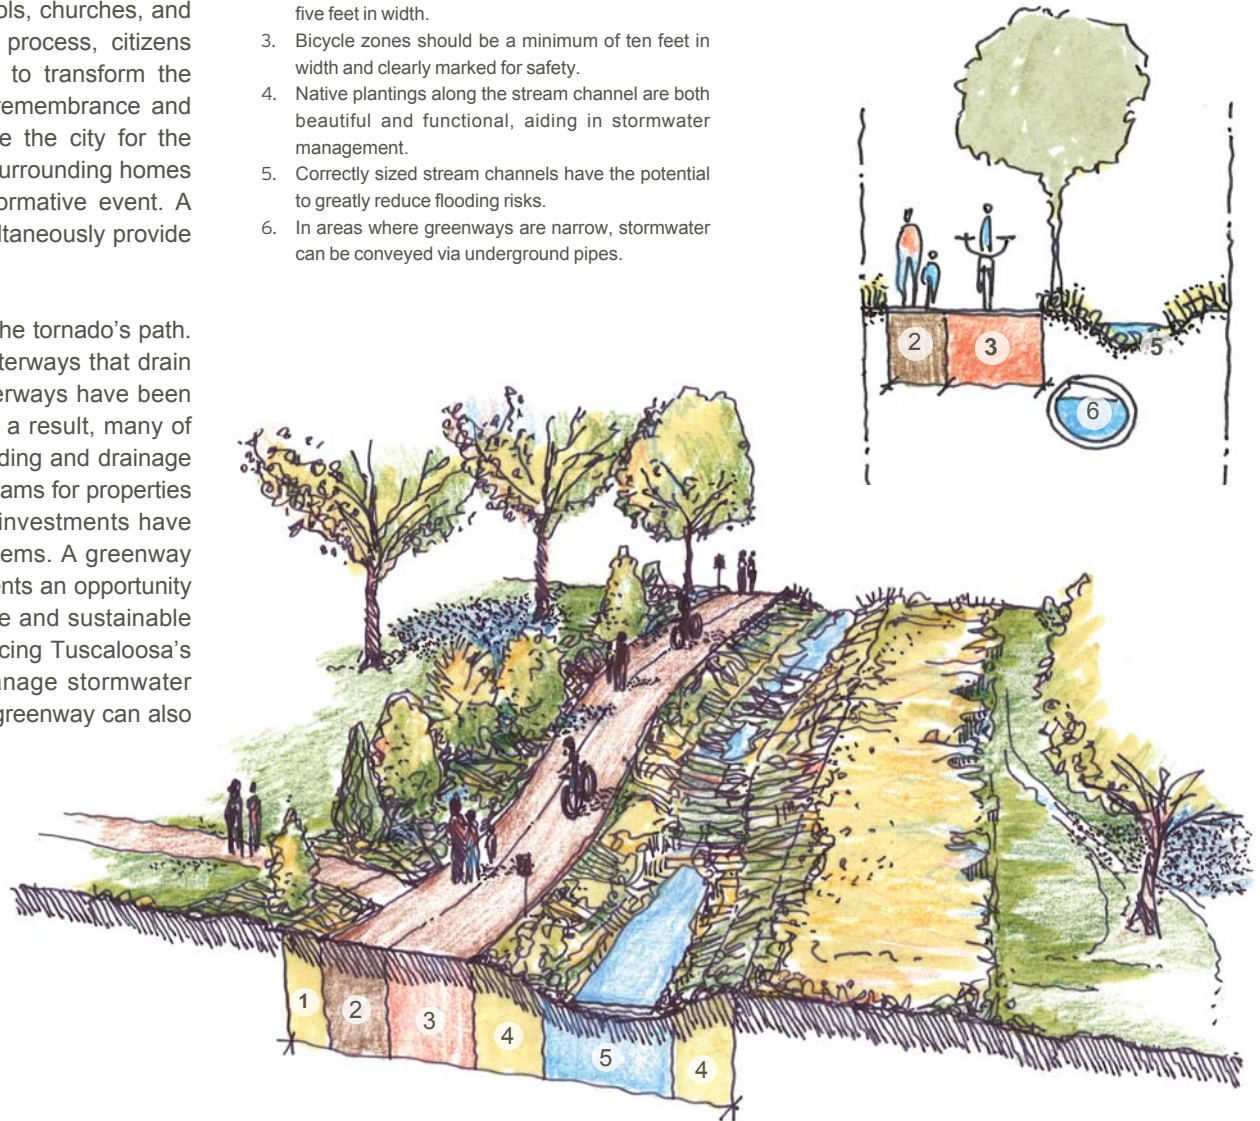 ols, churches, and
process, citizens
to transform the
emembrance and
e the city for the
urrounding homes
ormative event. A
ltaneously provide
he tornado’s path.
terways that drain
erways have been
a result, many of
ding and drainage
rams for properties
investments have
ems. A greenway
ents an opportunity
e and sustainable
cing Tuscaloosa’s
anage stormwater
greenway can also
five feet in width.
3. Bicycle zones should be a minimum of ten feet in
width and clearly marked for safety.
4. Native plantings along the stream channel are both
beautiful and functional, aiding in stormwater
management.
5. Correctly sized stream channels have the potential
to greatly reduce flooding risks.
6. In areas where greenways are narrow, stormwater
can be conveyed via underground pipes.
2
3
5
6
1
2
3
4
5
4